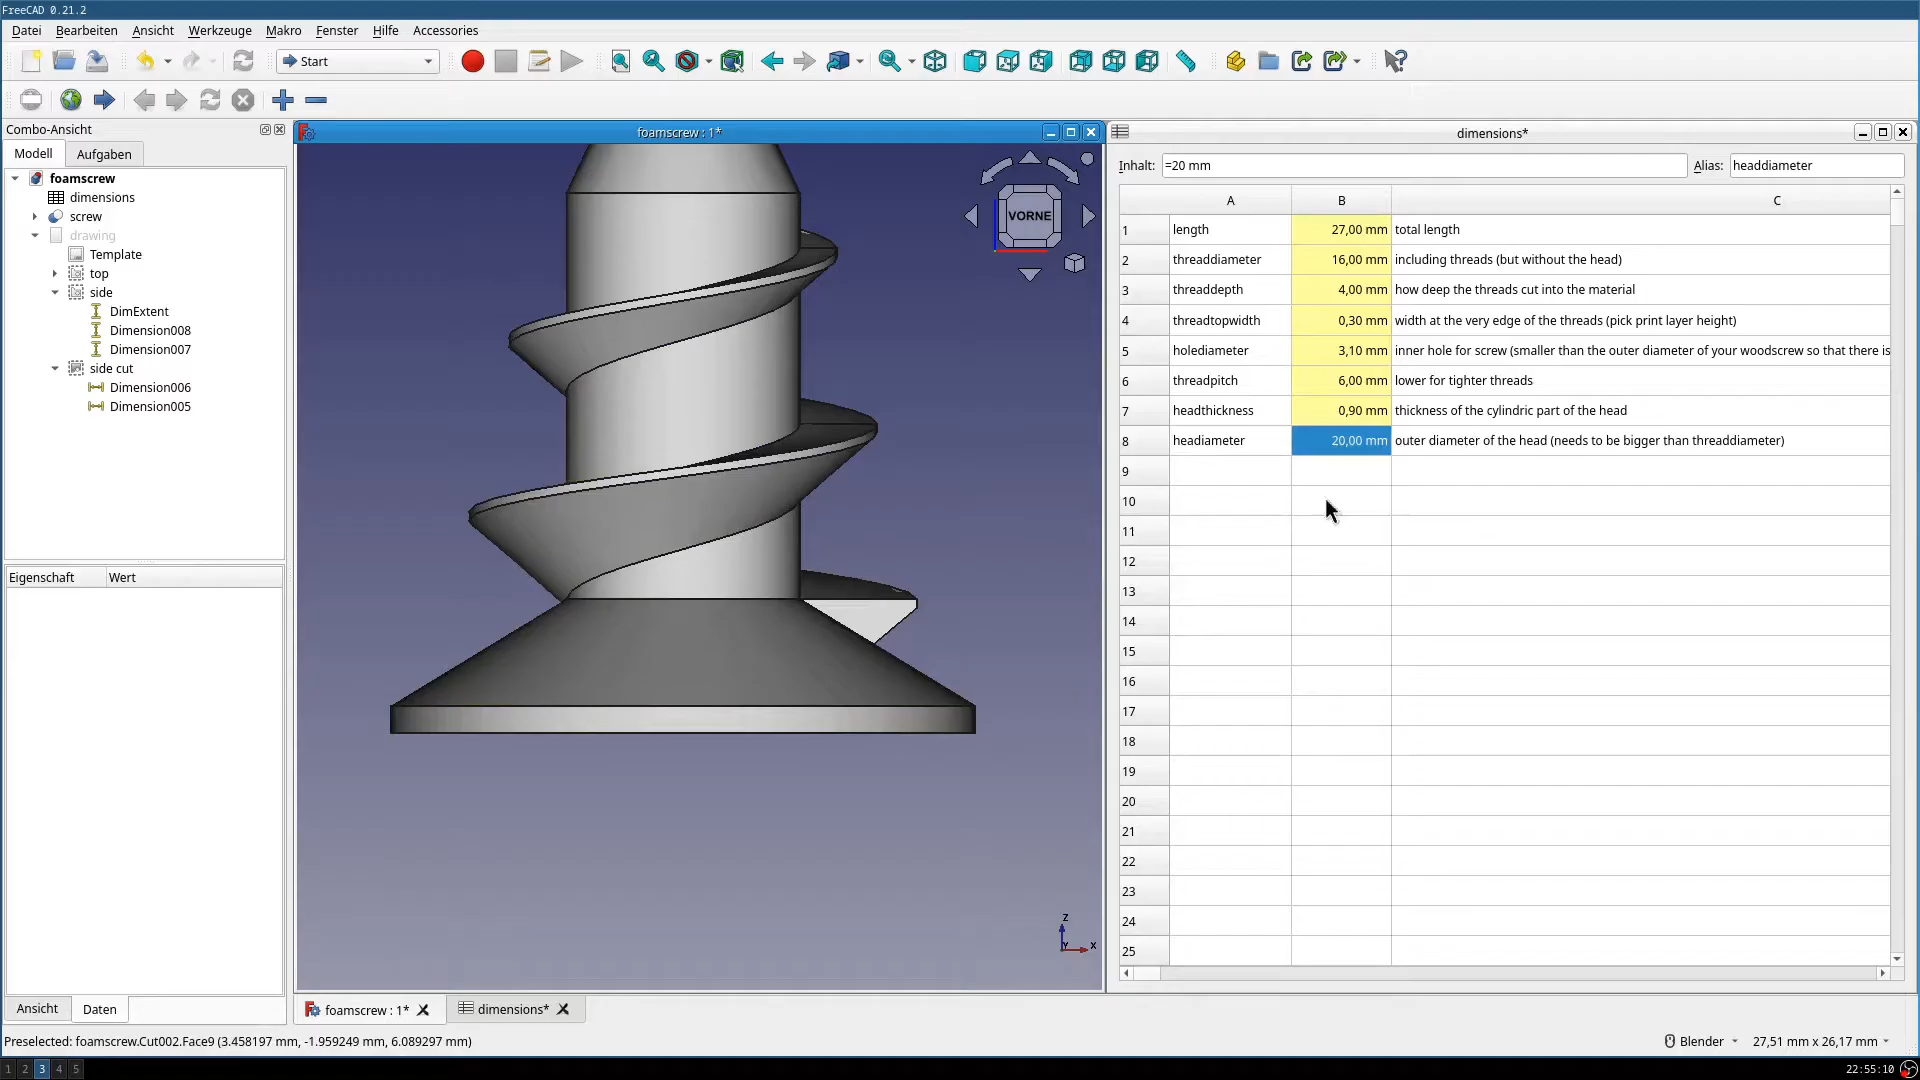 FreeCAD 0.21.2
Datei Bearbeiten Ansicht Werkzeuge Makro Fenster Hilfe Accessories
Start
Combo-Ansicht
Modell Aufgaben
foamscrew
dimensions
screw
drawing
Template
top
side
DimExtent
Dimension008
Dimension007
side cut
Dimension006
Dimension005
Eigenschaft Wert
Ansicht Daten
foamscrew : 1*
VORNE
Z
Y X
dimensions*
Inhalt: =20 mm Alias: headdiameter
A B C
1 length 27,00 mm total length
2 threaddiameter 16,00 mm including threads (but without the head)
3 threaddepth 4,00 mm how deep the threads cut into the material
4 threadtopwidth 0,30 mm width at the very edge of the threads (pick print layer height)
5 holediameter 3,10 mm inner hole for screw (smaller than the outer diameter of your woodscrew so that there is
6 threadpitch 6,00 mm lower for tighter threads
7 headthickness 0,90 mm thickness of the cylindric part of the head
8 headiameter 20,00 mm outer diameter of the head (needs to be bigger than threaddiameter)
9
10
11
12
13
14
15
16
17
18
19
20
21
22
23
24
25
foamscrew : 1* dimensions*
Preselected: foamscrew.Cut002.Face9 (3.458197 mm, -1.959249 mm, 6.089297 mm)
Blender 27,51 mm x 26,17 mm
1 2 3 4 5
22:55:10